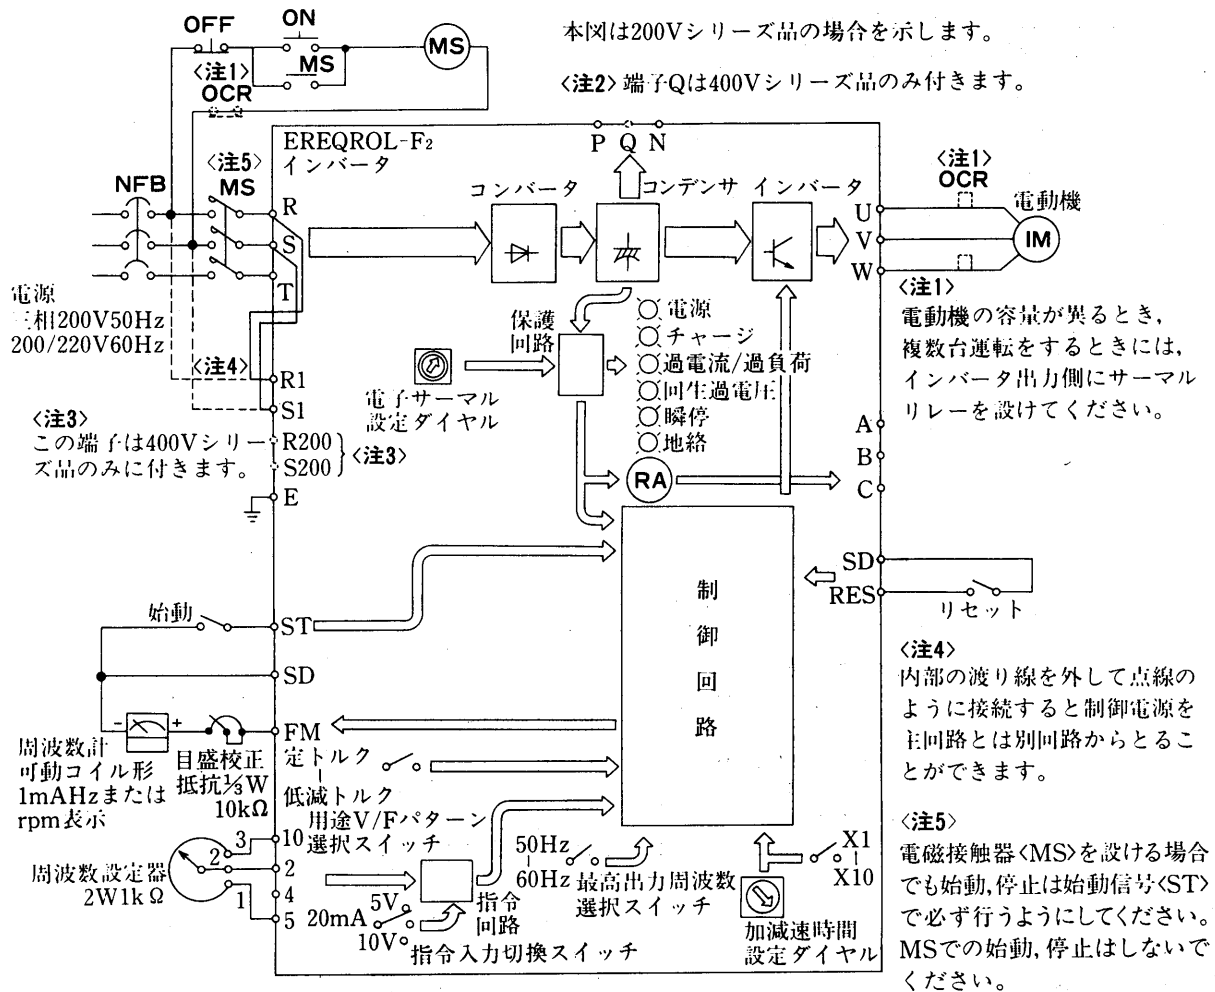 OFF
ON
MS
MS
<注1>
OCR
本図は200Vシリーズ品の場合を示します。
<注2>端子Qは400Vシリーズ品のみ付きます。
EREQROL-F2
インバータ
P Q N
NFB
<注5>
MS
R
S
T
コンバータ
コンデンサ
インバータ
U
V
W
<注1>
OCR
電動機
IM
電源
三相200V50Hz
200/220V60Hz
<注4>
R1
S1
<注3>
この端子は400Vシリー
ズ品のみに付きます。
R200
S200
<注3>
E
保護
回路
電子サーマル
設定ダイヤル
電源
チャージ
過電流/過負荷
回生過電圧
瞬停
地絡
RA
A
B
C
<注1>
電動機の容量が異るとき,
複数台運転をするときには,
インバータ出力側にサーマル
リレーを設けてください。
制
御
回
路
SD
RES
リセット
始動
ST
SD
FM
- +
周波数計
可動コイル形
1mAHzまたは
rpm表示
目盛校正
抵抗1/3W
10kΩ
定トルク
低減トルク
用途V/Fパターン
選択スイッチ
周波数設定器
2W1kΩ
3
2
1
10
2
4
5
5V
20mA
10V
指令
回路
指令入力切換スイッチ
50Hz
60Hz
最高出力周波数
選択スイッチ
X1
X10
加減速時間
設定ダイヤル
<注4>
内部の渡り線を外して点線の
ように接続すると制御電源を
主回路とは別回路からとるこ
とができます。
<注5>
電磁接触器<MS>を設ける場合
でも始動,停止は始動信号<ST>
で必ず行うようにしてください。
MSでの始動,停止はしないで
ください。